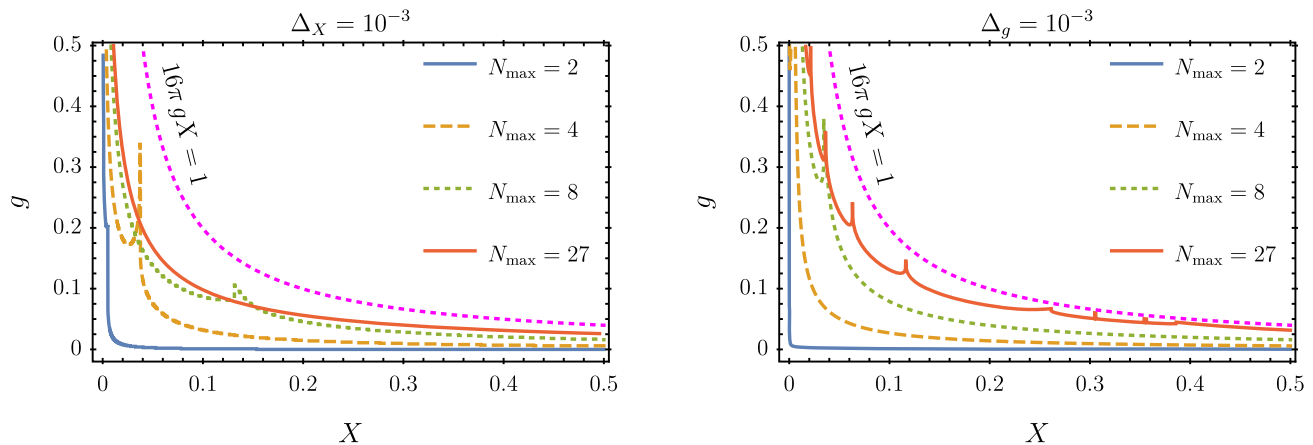 Δ_X = 10⁻³
0.5
0.4
0.3
0.2
0.1
0
g
0
0.1
0.2
0.3
0.4
0.5
X
16π g X = 1
N_max = 2
N_max = 4
N_max = 8
N_max = 27
Δ_g = 10⁻³
0.5
0.4
0.3
0.2
0.1
0
g
0
0.1
0.2
0.3
0.4
0.5
X
16π g X = 1
N_max = 2
N_max = 4
N_max = 8
N_max = 27